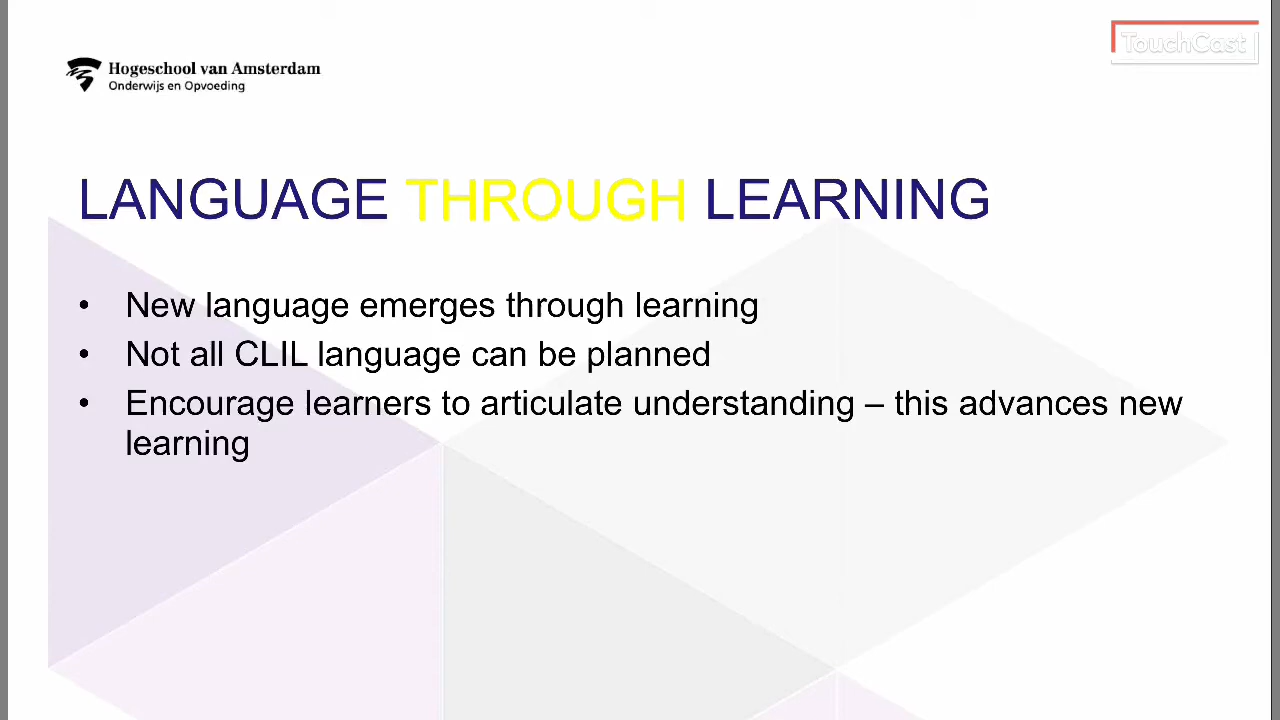 TouchCast
Hogeschool van Amsterdam
Onderwijs en Opvoeding
LANGUAGE THROUGH LEARNING
• New language emerges through learning
• Not all CLIL language can be planned
• Encourage learners to articulate understanding – this advances new
learning